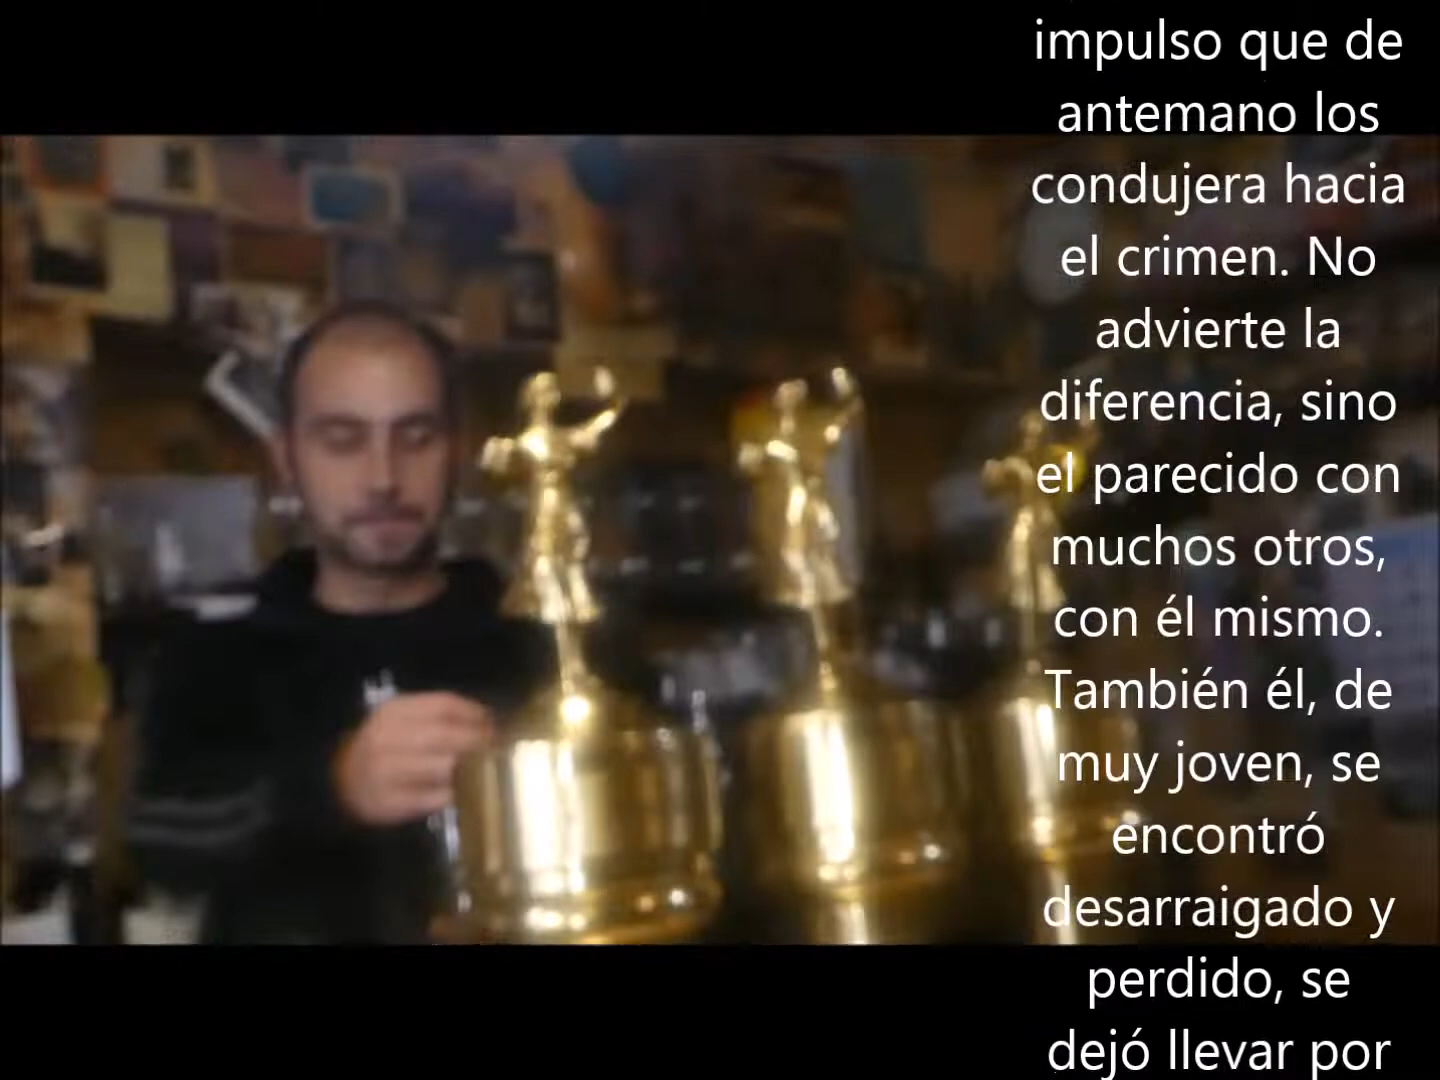 impulso que de
antemano los
condujera hacia
el crimen. No
advierte la
diferencia, sino
el parecido con
muchos otros,
con él mismo.
También él, de
muy joven, se
encontró
desarraigado y
perdido, se
dejó llevar por